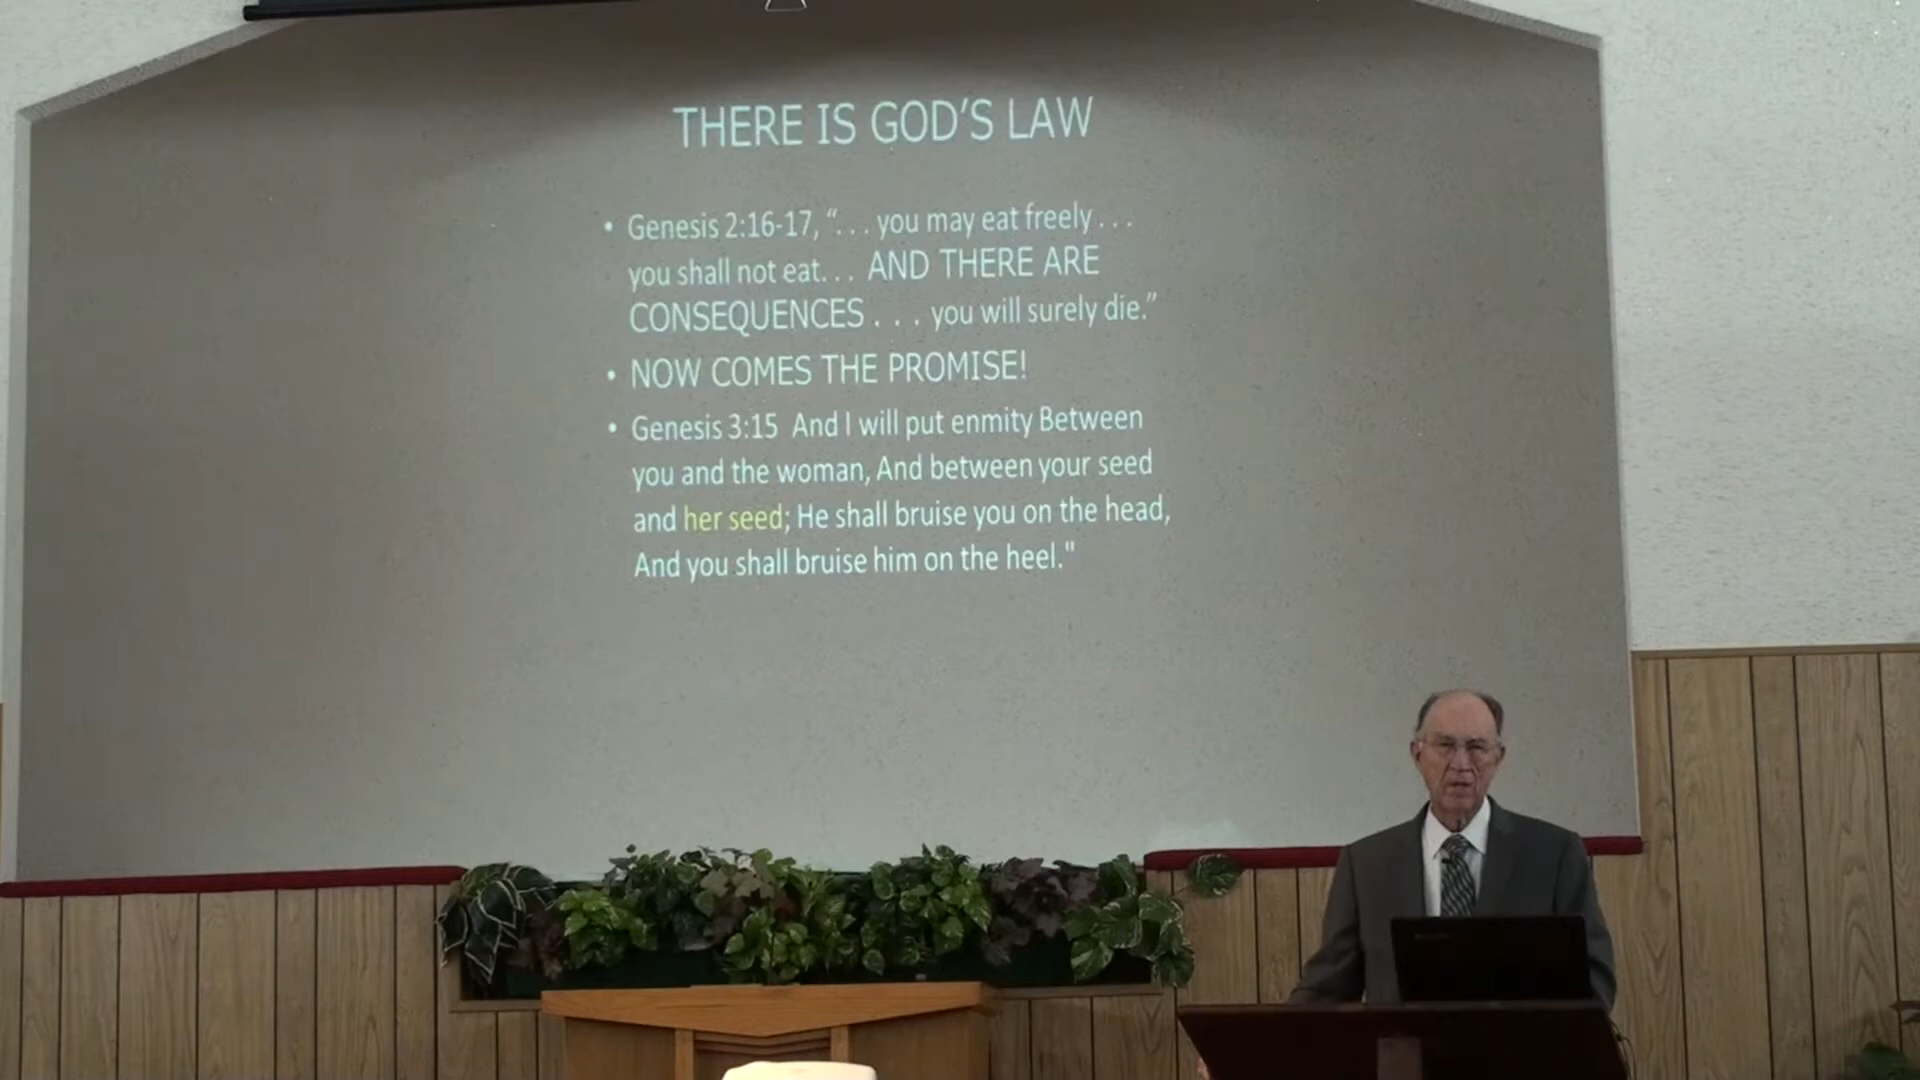 THERE IS GOD'S LAW
• Genesis 2:16-17, “. . . you may eat freely . . .
you shall not eat. . . AND THERE ARE
CONSEQUENCES . . . you will surely die.”
• NOW COMES THE PROMISE!
• Genesis 3:15 And I will put enmity Between
you and the woman, And between your seed
and her seed; He shall bruise you on the head,
And you shall bruise him on the heel."